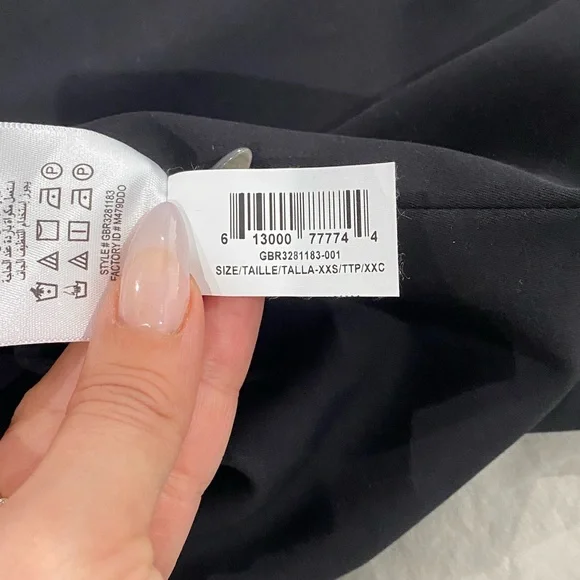 6 13000 77774 4
GBR3281183-001
SIZE/TAILLE/TALLA-XXS/TTP/XXC
STYLE# GBR3281183
FACTORY ID# M479DDO
P
P